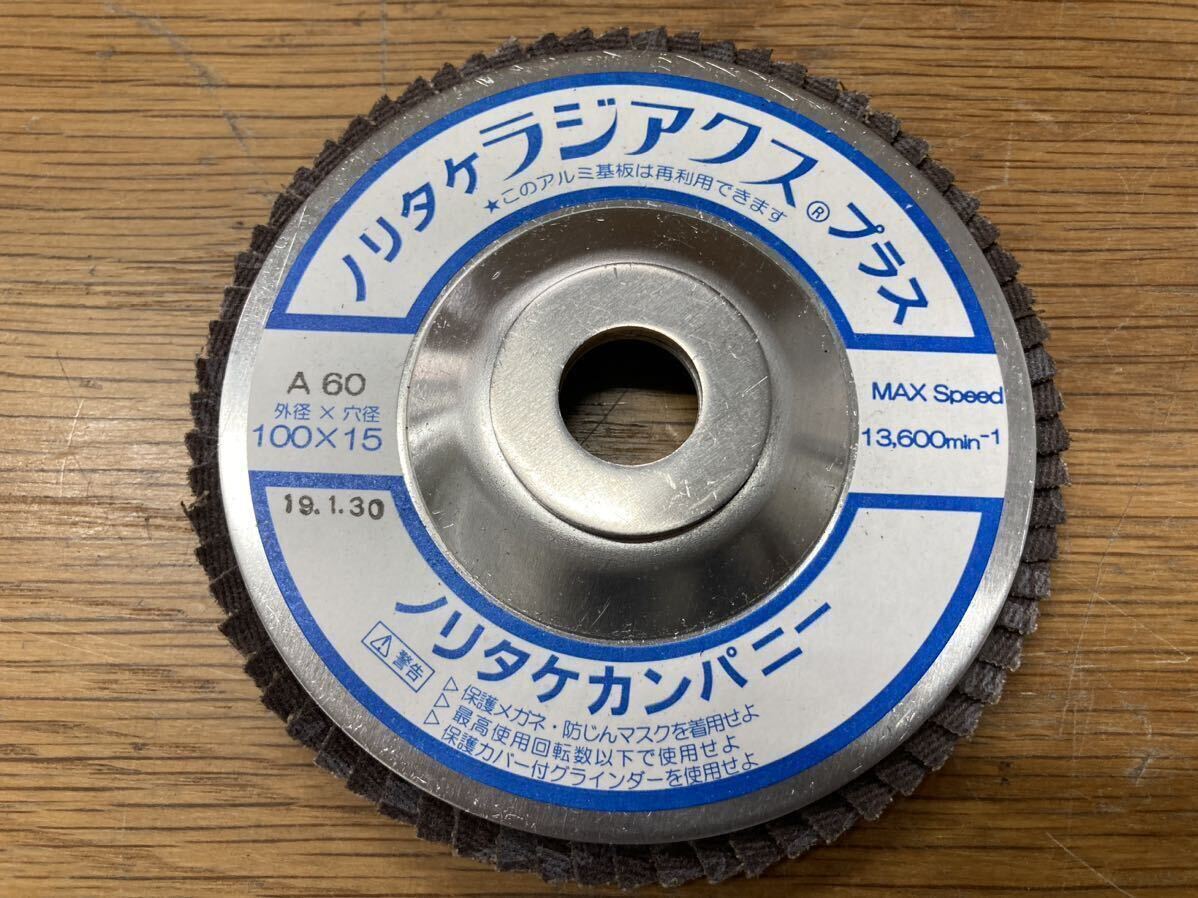 ノリタケラジアクス®プラス
★このアルミ基板は再利用できます
A 60
外径×穴径
100×15
MAX Speed
13,600min⁻¹
19.1.30
ノリタケカンパニー
⚠警告
▷保護メガネ・防じんマスクを着用せよ
▷最高使用回転数以下で使用せよ
▷保護カバー付グラインダーを使用せよ